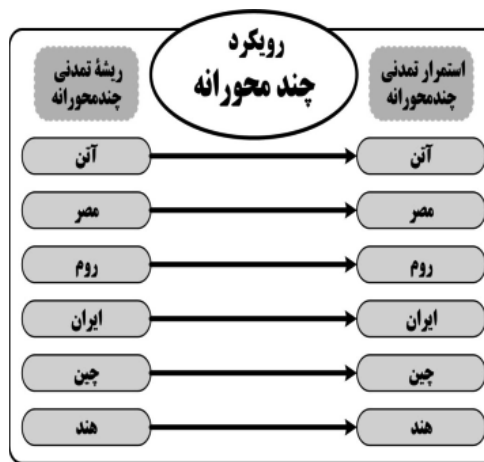 رویکرد
چند محورانه
استمرار تمدنی
چندمحورانه
ریشهٔ تمدنی
چندمحورانه
آتن
آتن
مصر
مصر
روم
روم
ایران
ایران
چین
چین
هند
هند